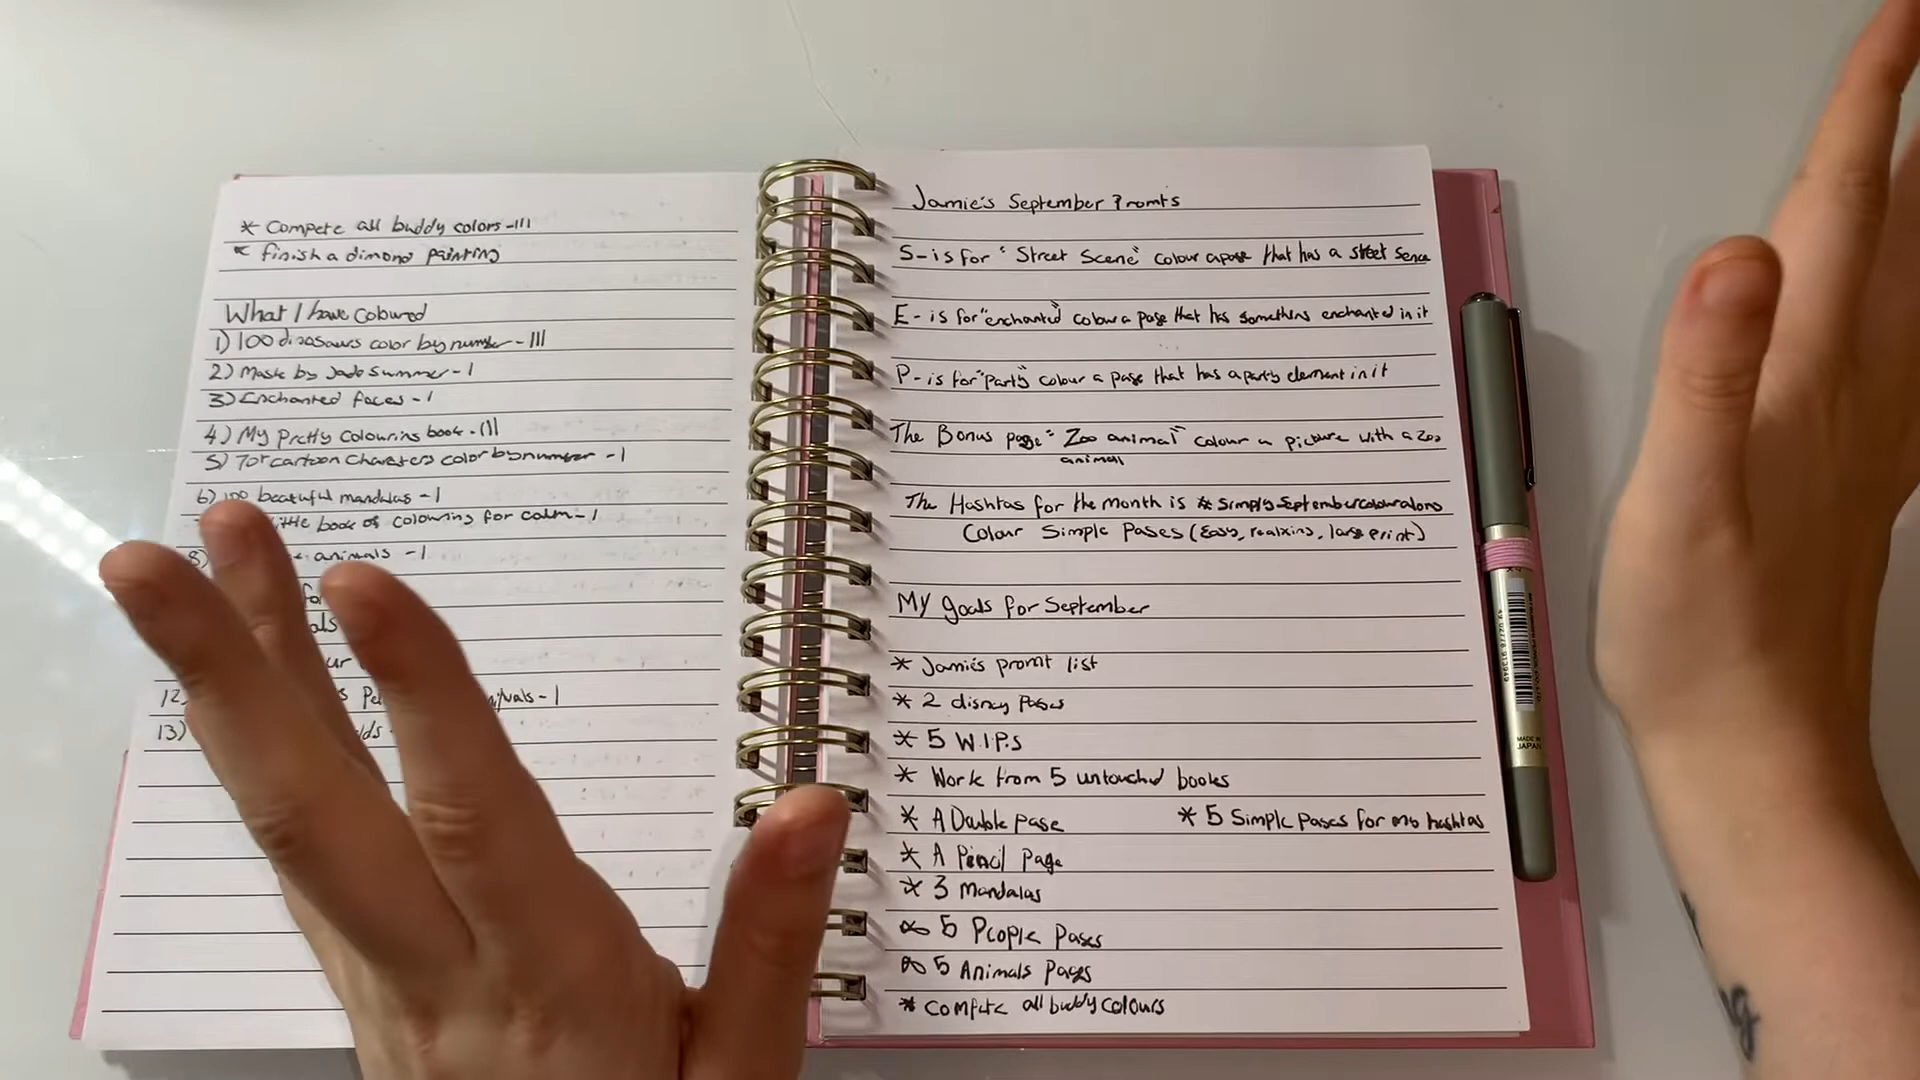 * Compete all buddy colors -III
* finish a dimond painting
What I have coloured
1) 100 dinosaurs color by number - III
2) Mask by Jade Summer - I
3) Enchanted faces - I
4) My Pretty Colouring book - III
5) cartoon Characters color by number - I
6) 100 beatuful mandalas - I
little book of colouring for calm - I
8) animals - I
12)
- I
13)
Jamie's September Promts
S - is for "Street Scene" colour a page that has a street sence
E - is for "enchanted" colour a page that has something enchanted in it
P - is for "party" colour a page that has a party element in it
The Bonus page "Zoo animal" colour a picture with a zoo
animal
The Hashtag for the month is #simplySeptembercolouralong
Colour Simple Pages (Easy, realxing, large print)
My goals for September
* Jamie's promt list
* 2 disney Pages
* 5 W.I.P.s
* Work from 5 untouched books
* A Double page * 5 Simple pages for my hashtag
* A Pencil Page
* 3 Mandalas
* 5 People Pages
* 5 Animals Pages
* Compete all buddy colours
MADE IN
JAPAN